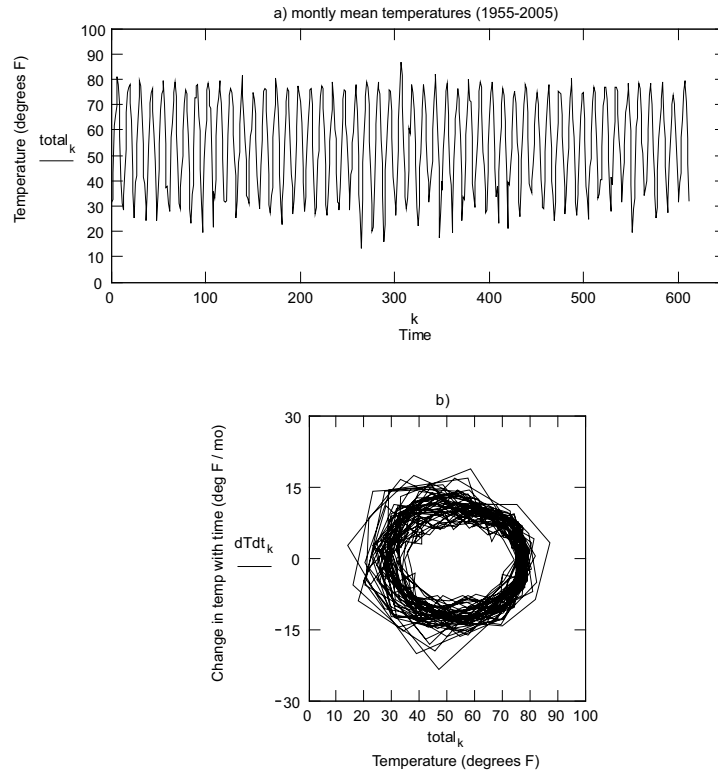 a) montly mean temperatures (1955-2005)
Temperature (degrees F)
total_k
100
90
80
70
60
50
40
30
20
10
0
0 100 200 300 400 500 600
k
Time
b)
Change in temp with time (deg F / mo)
dTdt_k
30
15
0
−15
−30
0 10 20 30 40 50 60 70 80 90 100
total_k
Temperature (degrees F)